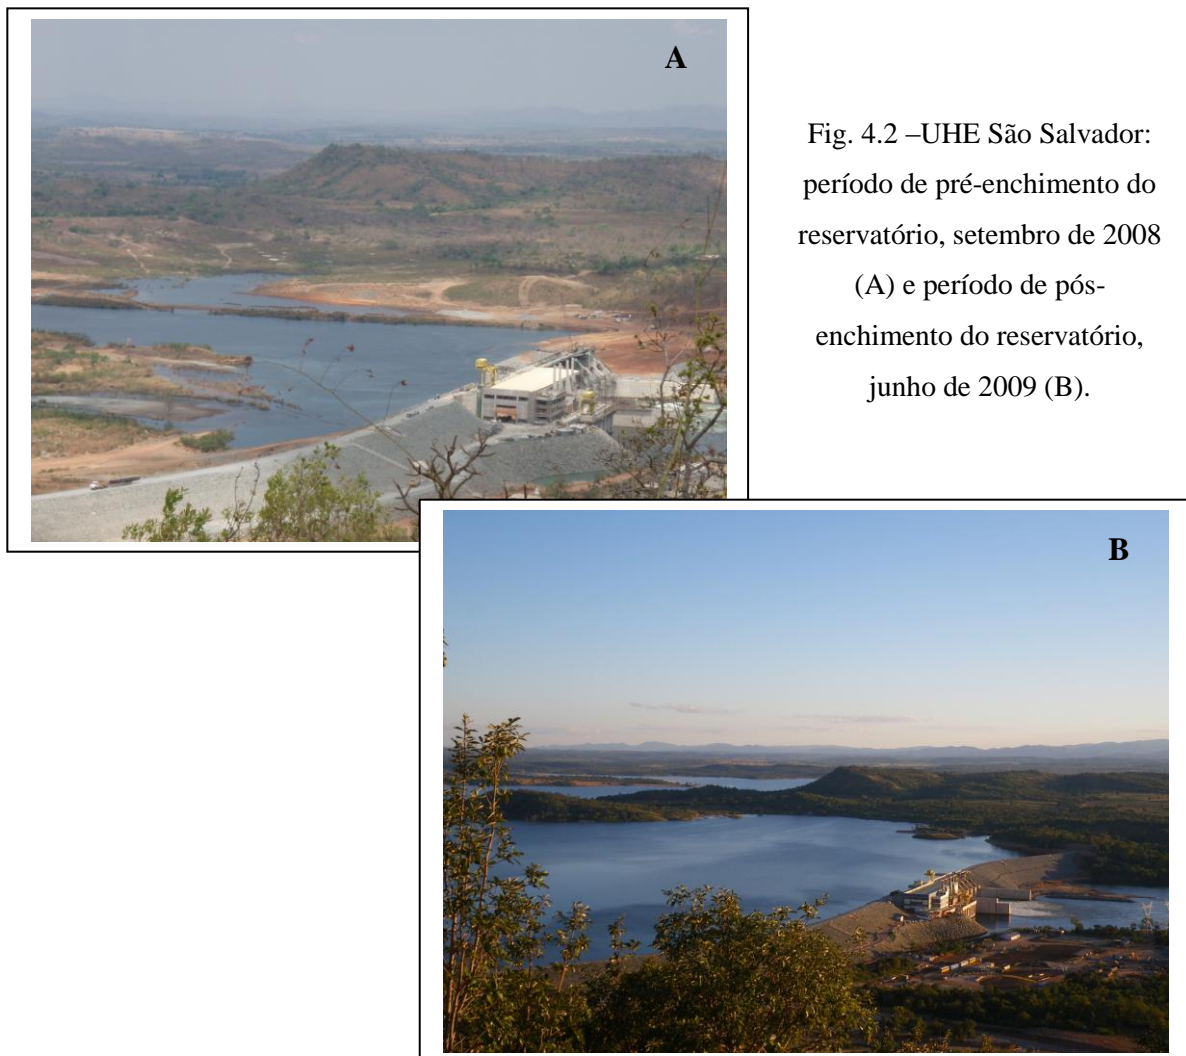 A
Fig. 4.2 –UHE São Salvador:
período de pré-enchimento do
reservatório, setembro de 2008
(A) e período de pós-
enchimento do reservatório,
junho de 2009 (B).
B